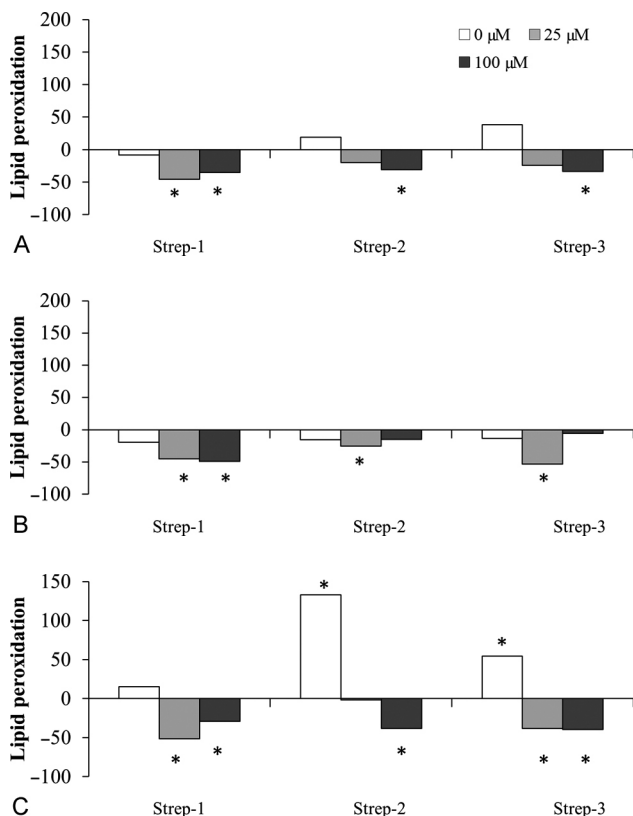 200
0 µM 25 µM
150
100 µM
100
50
0
−50
* * * *
−100
Lipid peroxidation
A
Strep-1 Strep-2 Strep-3
200
150
100
50
0
−50
* * * *
−100
Lipid peroxidation
B
Strep-1 Strep-2 Strep-3
150
*
100
50
*
0
−50
* * * * *
−100
Lipid peroxidation
C
Strep-1 Strep-2 Strep-3